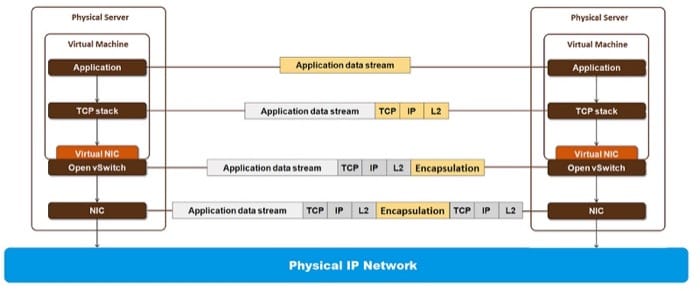 Physical Server
Physical Server
Virtual Machine
Virtual Machine
Application
Application data stream
Application
TCP stack
Application data stream TCP IP L2
TCP stack
Virtual NIC
Virtual NIC
Open vSwitch
Application data stream TCP IP L2 Encapsulation
Open vSwitch
NIC
Application data stream TCP IP L2 Encapsulation TCP IP L2
NIC
Physical IP Network